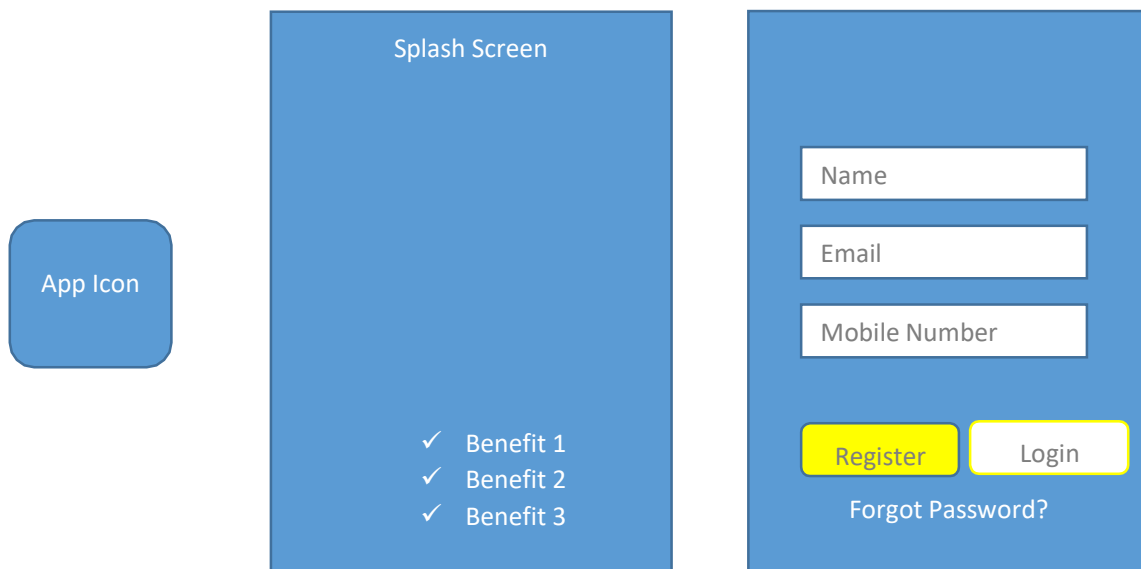 App Icon
Splash Screen
✓ Benefit 1
✓ Benefit 2
✓ Benefit 3
Name
Email
Mobile Number
Register
Login
Forgot Password?